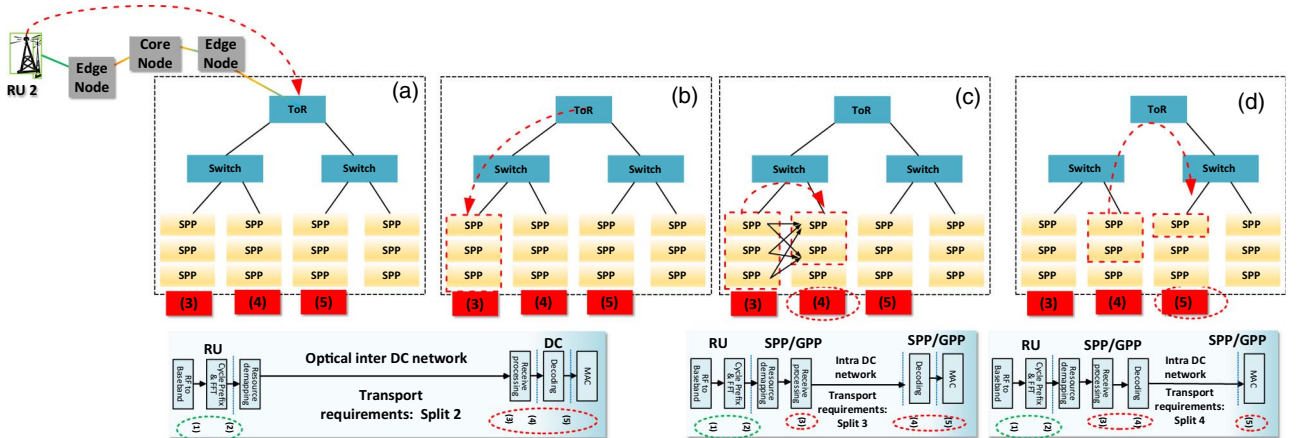 RU 2
Edge Node
Core Node
Edge Node
(a)
ToR
Switch Switch
SPP SPP SPP SPP
SPP SPP SPP SPP
SPP SPP SPP SPP
(3) (4) (5)
(b)
ToR
Switch Switch
SPP SPP SPP SPP
SPP SPP SPP SPP
SPP SPP SPP SPP
(3) (4) (5)
(c)
ToR
Switch Switch
SPP SPP SPP SPP
SPP SPP SPP SPP
SPP SPP SPP SPP
(3) (4) (5)
(d)
ToR
Switch Switch
SPP SPP SPP SPP
SPP SPP SPP SPP
SPP SPP SPP SPP
(3) (4) (5)
RU
DC
RF to Baseband
Cycle Prefix & FFT
Resource demapping
Optical inter DC network
Transport requirements: Split 2
Receive processing
Decoding
MAC
(1) (2) (3) (4) (5)
RU
SPP/GPP
SPP/GPP
RF to Baseband
Cycle Prefix & FFT
Resource demapping
Receive processing
Intra DC network
Transport requirements: Split 3
Decoding
MAC
(1) (2) (3) (4) (5)
RU
SPP/GPP
SPP/GPP
RF to Baseband
Cycle Prefix & FFT
Resource demapping
Receive processing
Decoding
Intra DC network
Transport requirements: Split 4
MAC
(1) (2) (3) (4) (5)